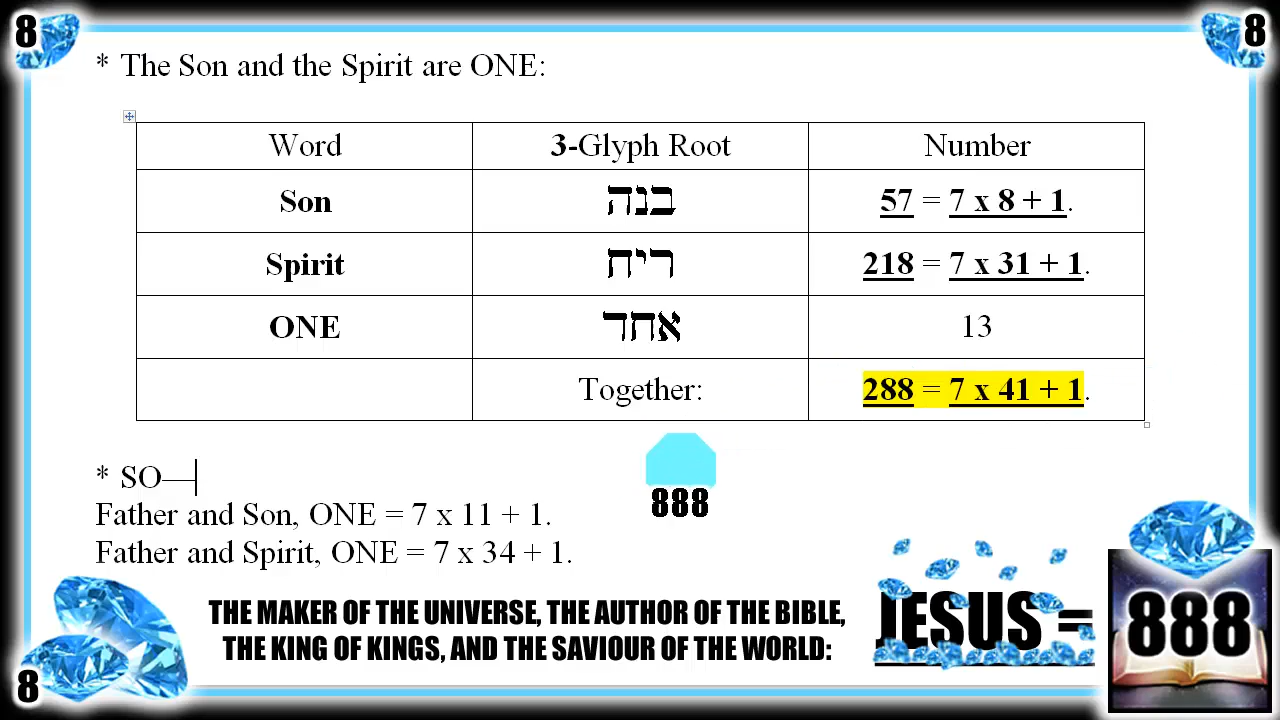 8
8
* The Son and the Spirit are ONE:
Word 3-Glyph Root Number
Son בנה 57 = 7 x 8 + 1.
Spirit ריח 218 = 7 x 31 + 1.
ONE אחד 13
Together: 288 = 7 x 41 + 1.
* SO—
888
Father and Son, ONE = 7 x 11 + 1.
Father and Spirit, ONE = 7 x 34 + 1.
THE MAKER OF THE UNIVERSE, THE AUTHOR OF THE BIBLE,
THE KING OF KINGS, AND THE SAVIOUR OF THE WORLD:
JESUS =
888
8